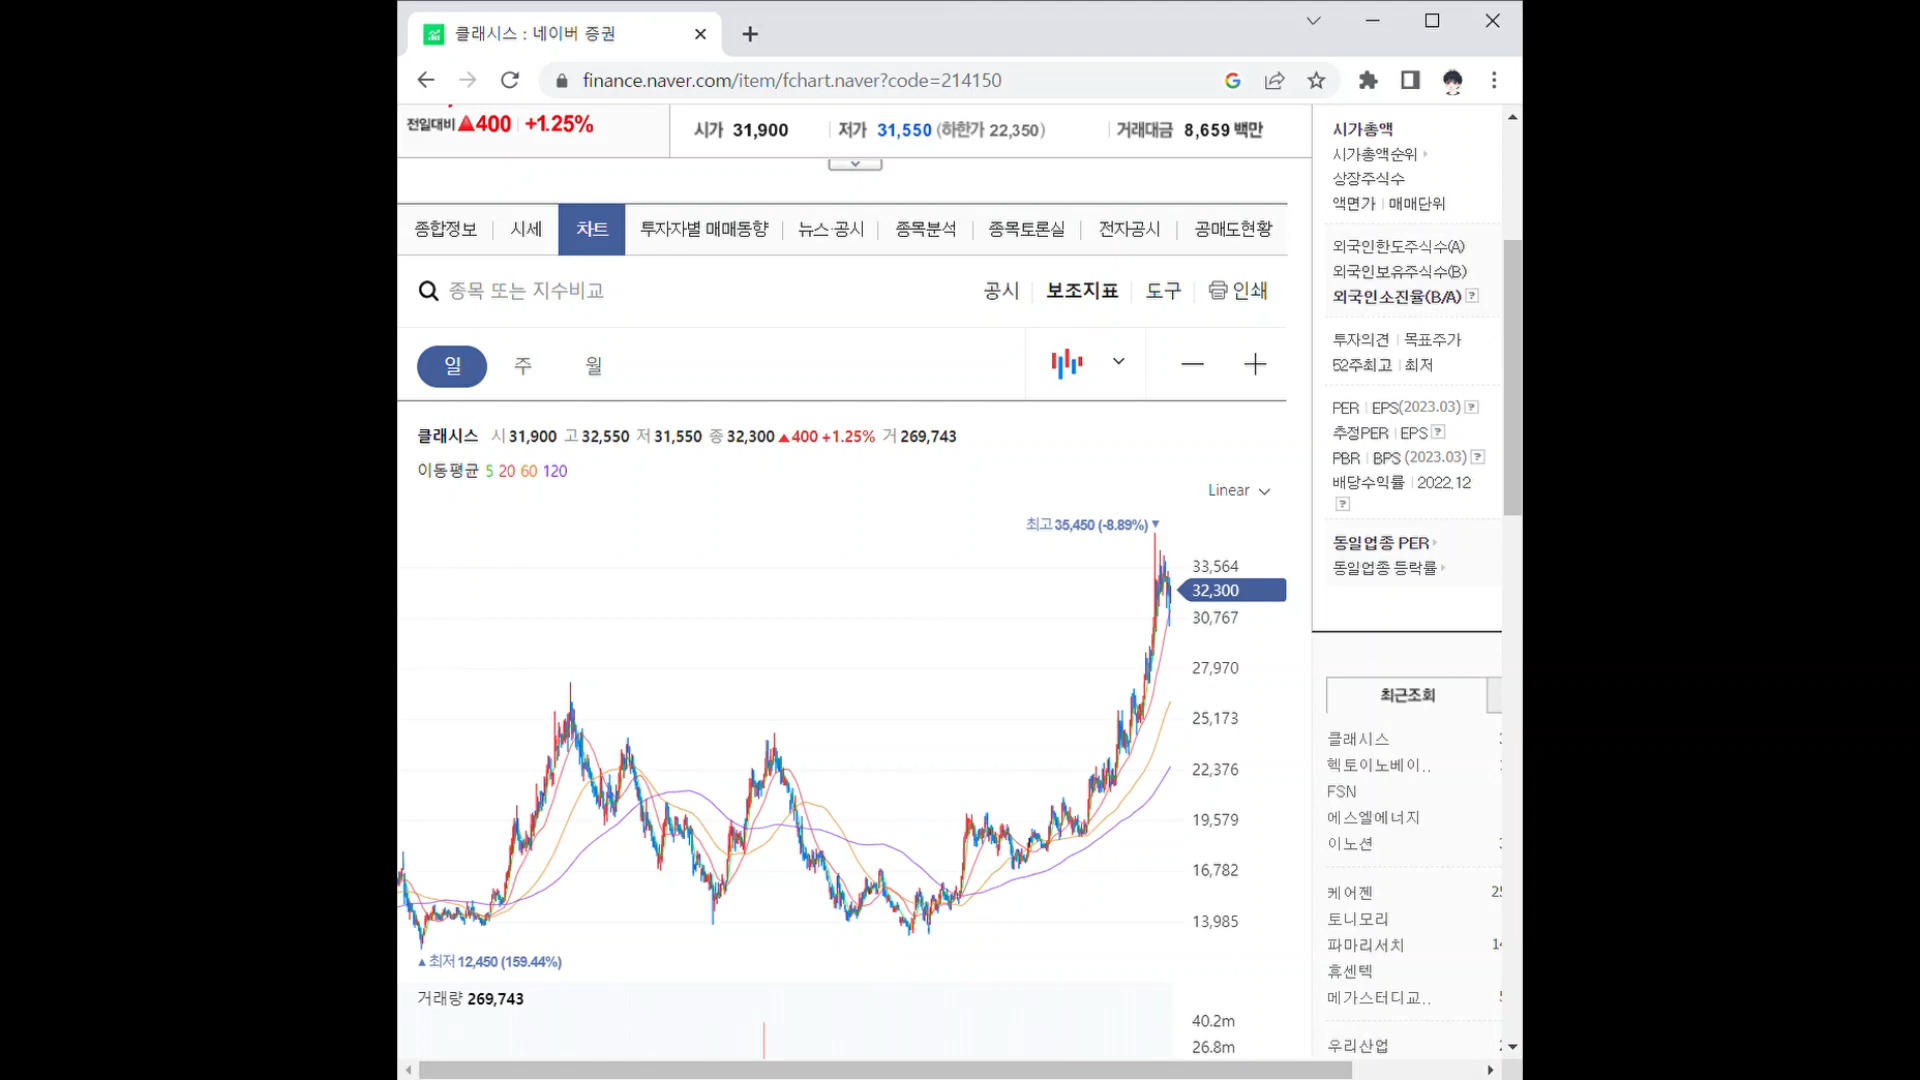 클래시스 : 네이버 증권
finance.naver.com/item/fchart.naver?code=214150
전일대비 ▲400 +1.25%
시가 31,900 저가 31,550 (하한가 22,350) 거래대금 8,659 백만
종합정보 시세 차트 투자자별 매매동향 뉴스·공시 종목분석 종목토론실 전자공시 공매도현황
종목 또는 지수비교
공시 보조지표 도구 인쇄
일 주 월
클래시스 시 31,900 고 32,550 저 31,550 종 32,300 ▲400 +1.25% 거 269,743
이동평균 5 20 60 120
Linear
최고 35,450 (-8.89%) ▼
33,564
32,300
30,767
27,970
25,173
22,376
19,579
16,782
13,985
▲ 최저 12,450 (159.44%)
거래량 269,743
40.2m
26.8m
시가총액
시가총액순위
상장주식수
액면가 매매단위
외국인한도주식수(A)
외국인보유주식수(B)
외국인소진율(B/A) ?
투자의견 목표주가
52주최고 최저
PER EPS(2023.03) ?
추정PER EPS ?
PBR BPS (2023.03) ?
배당수익률 2022.12
?
동일업종 PER
동일업종 등락률
최근조회
클래시스
헥토이노베이..
FSN
에스엘에너지
이노션
케어젠
토니모리
파마리서치
휴센텍
메가스터디교..
우리산업